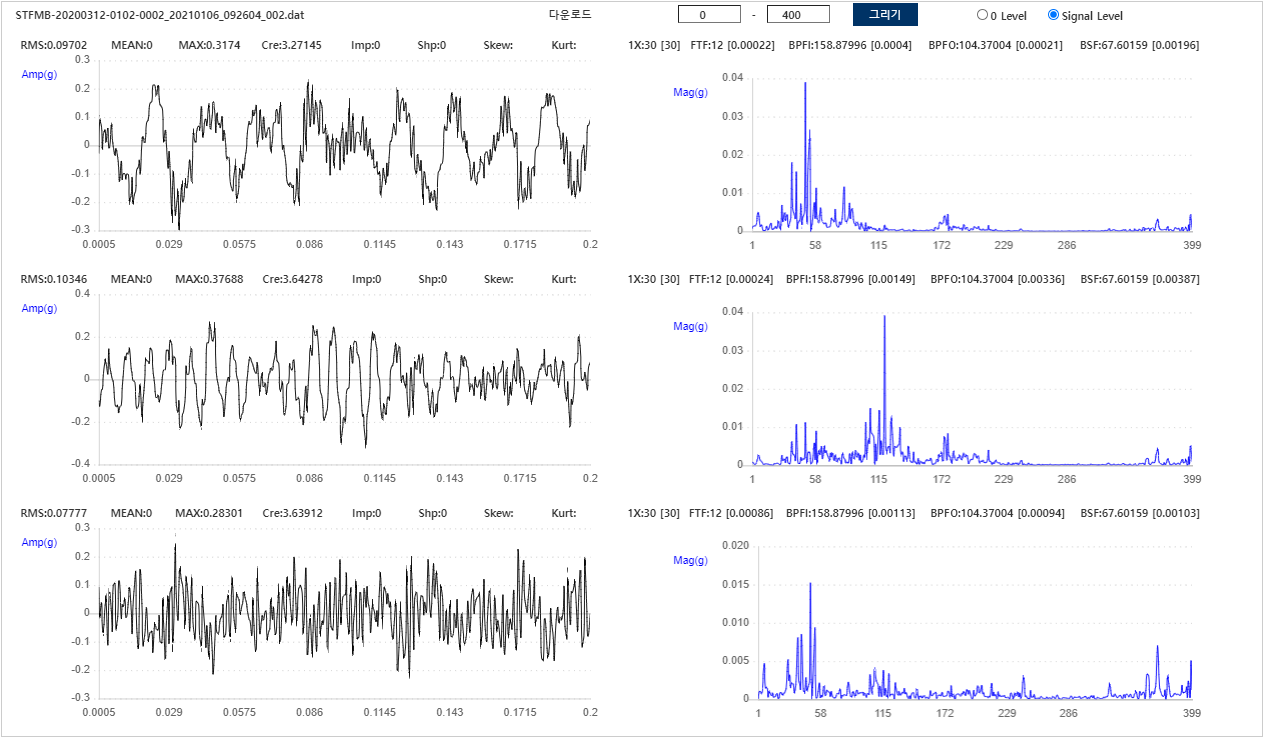 STFMB-20200312-0102-0002_20210106_092604_002.dat 다운로드 0 - 400 그리기 0 Level Signal Level
RMS:0.09702 MEAN:0 MAX:0.3174 Cre:3.27145 Imp:0 Shp:0 Skew: Kurt: 1X:30 [30] FTF:12 [0.00022] BPFI:158.87996 [0.0004] BPFO:104.37004 [0.00021] BSF:67.60159 [0.00196]
Amp(g)
0.3
0.2
0.1
0
-0.1
-0.2
-0.3
0.0005 0.029 0.0575 0.086 0.1145 0.143 0.1715 0.2
Mag(g)
0.04
0.03
0.02
0.01
0
1 58 115 172 229 286 399
RMS:0.10346 MEAN:0 MAX:0.37688 Cre:3.64278 Imp:0 Shp:0 Skew: Kurt: 1X:30 [30] FTF:12 [0.00024] BPFI:158.87996 [0.00149] BPFO:104.37004 [0.00336] BSF:67.60159 [0.00387]
Amp(g)
0.4
0.2
0
-0.2
-0.4
0.0005 0.029 0.0575 0.086 0.1145 0.143 0.1715 0.2
Mag(g)
0.04
0.03
0.02
0.01
0
1 58 115 172 229 286 399
RMS:0.07777 MEAN:0 MAX:0.28301 Cre:3.63912 Imp:0 Shp:0 Skew: Kurt: 1X:30 [30] FTF:12 [0.00086] BPFI:158.87996 [0.00113] BPFO:104.37004 [0.00094] BSF:67.60159 [0.00103]
Amp(g)
0.3
0.2
0.1
0
-0.1
-0.2
-0.3
0.0005 0.029 0.0575 0.086 0.1145 0.143 0.1715 0.2
Mag(g)
0.020
0.015
0.010
0.005
0
1 58 115 172 229 286 399